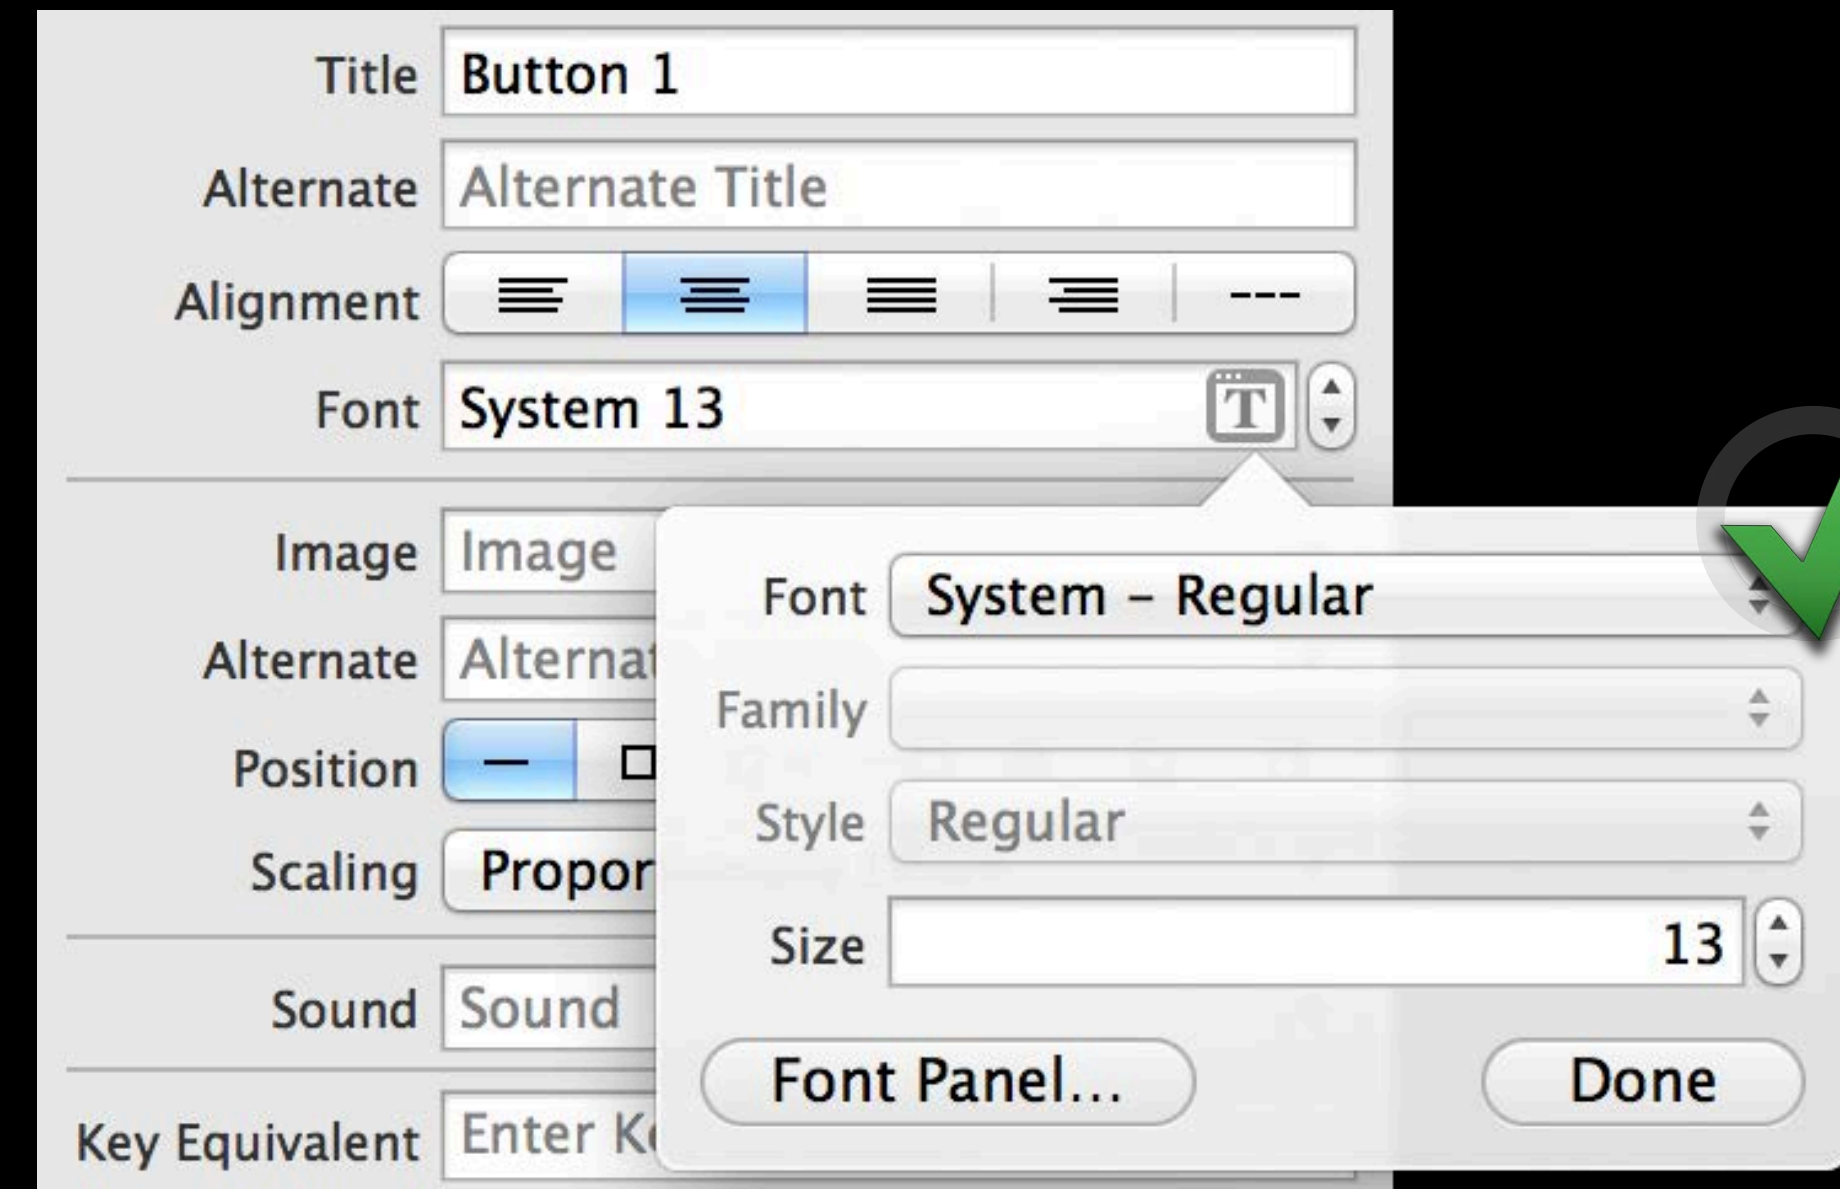 Title Button 1
Alternate Alternate Title
Alignment
Font System 13
Image Image
Alternate
Position
Scaling
Sound Sound
Key Equivalent Enter
Font System – Regular
Family
Style Regular
Size 13
Font Panel... Done